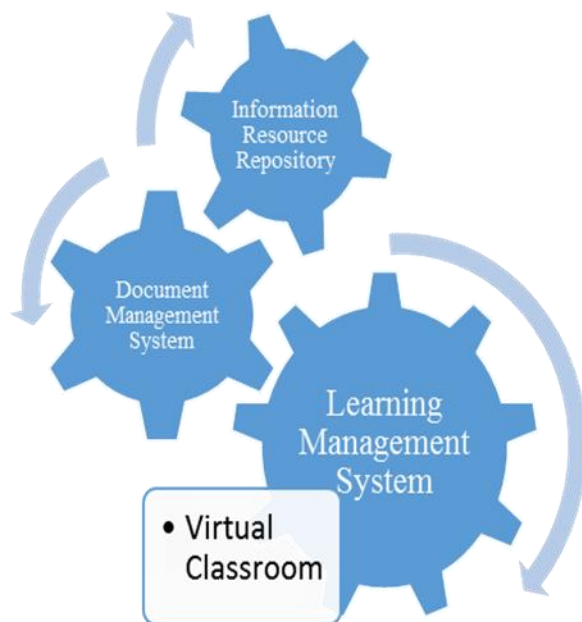 Information
Resource
Repository
Document
Management
System
Learning
Management
System
• Virtual
Classroom